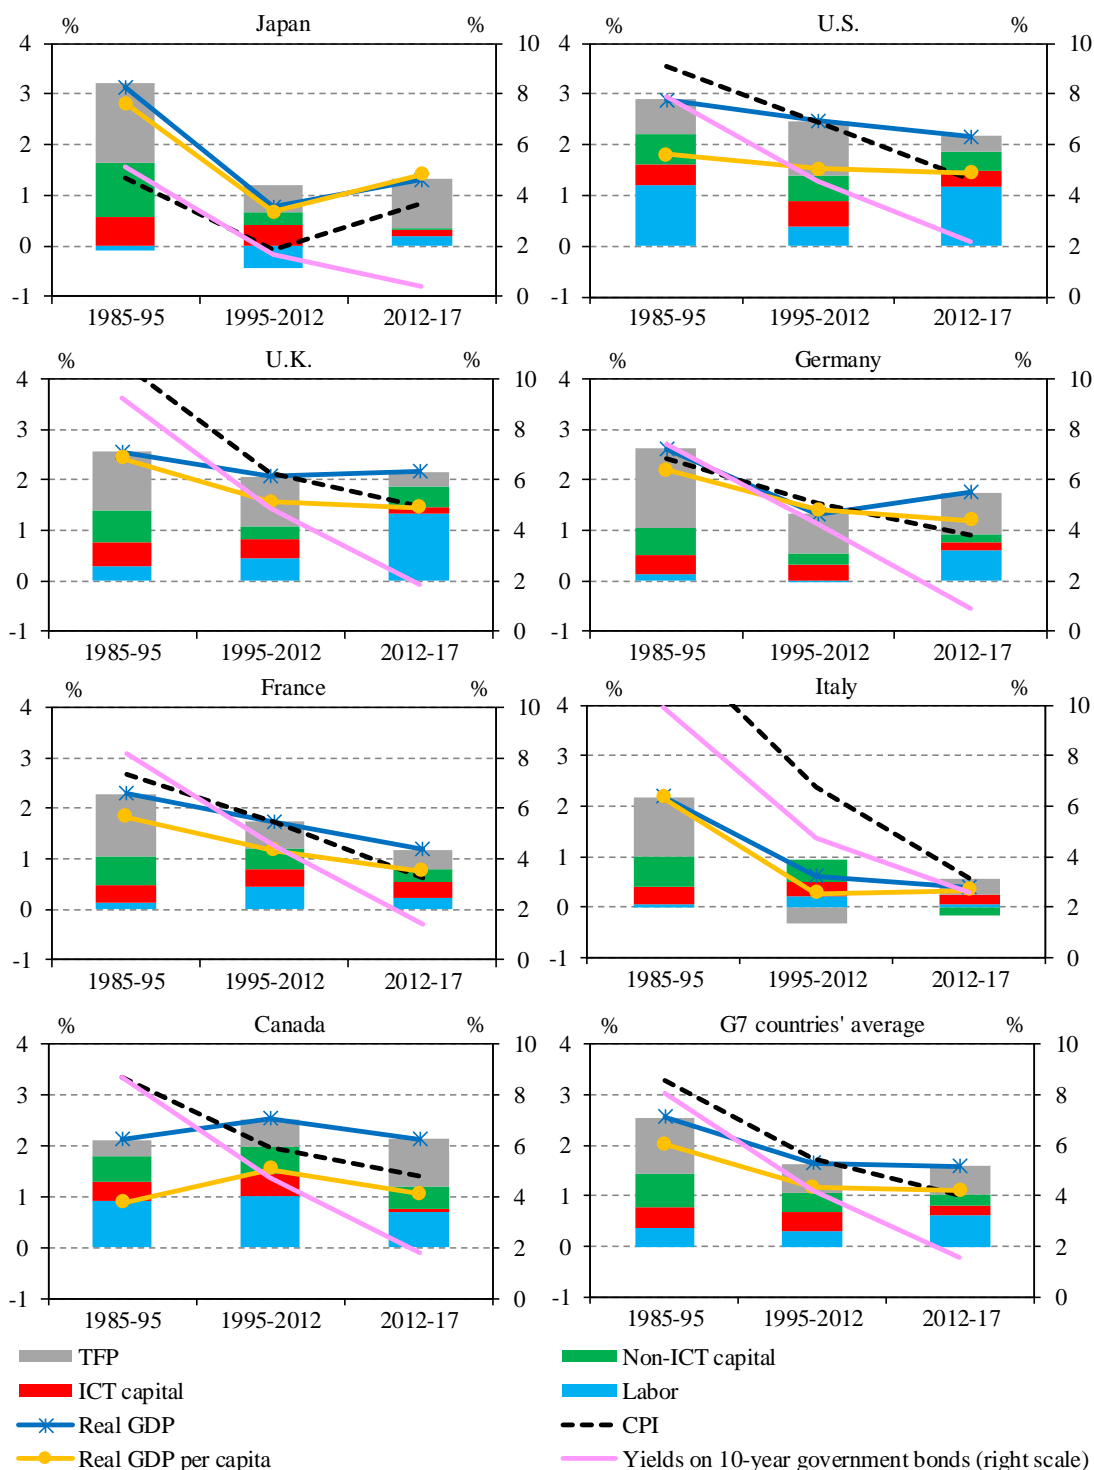 % Japan %
4 10
3 8
2 6
1 4
0 2
-1 0
1985-95 1995-2012 2012-17
% U.S. %
4 10
3 8
2 6
1 4
0 2
-1 0
1985-95 1995-2012 2012-17
% U.K. %
4 10
3 8
2 6
1 4
0 2
-1 0
1985-95 1995-2012 2012-17
% Germany %
4 10
3 8
2 6
1 4
0 2
-1 0
1985-95 1995-2012 2012-17
% France %
4 10
3 8
2 6
1 4
0 2
-1 0
1985-95 1995-2012 2012-17
% Italy %
4 10
3 8
2 6
1 4
0 2
-1 0
1985-95 1995-2012 2012-17
% Canada %
4 10
3 8
2 6
1 4
0 2
-1 0
1985-95 1995-2012 2012-17
% G7 countries' average %
4 10
3 8
2 6
1 4
0 2
-1 0
1985-95 1995-2012 2012-17
TFP Non-ICT capital
ICT capital Labor
Real GDP CPI
Real GDP per capita Yields on 10-year government bonds (right scale)